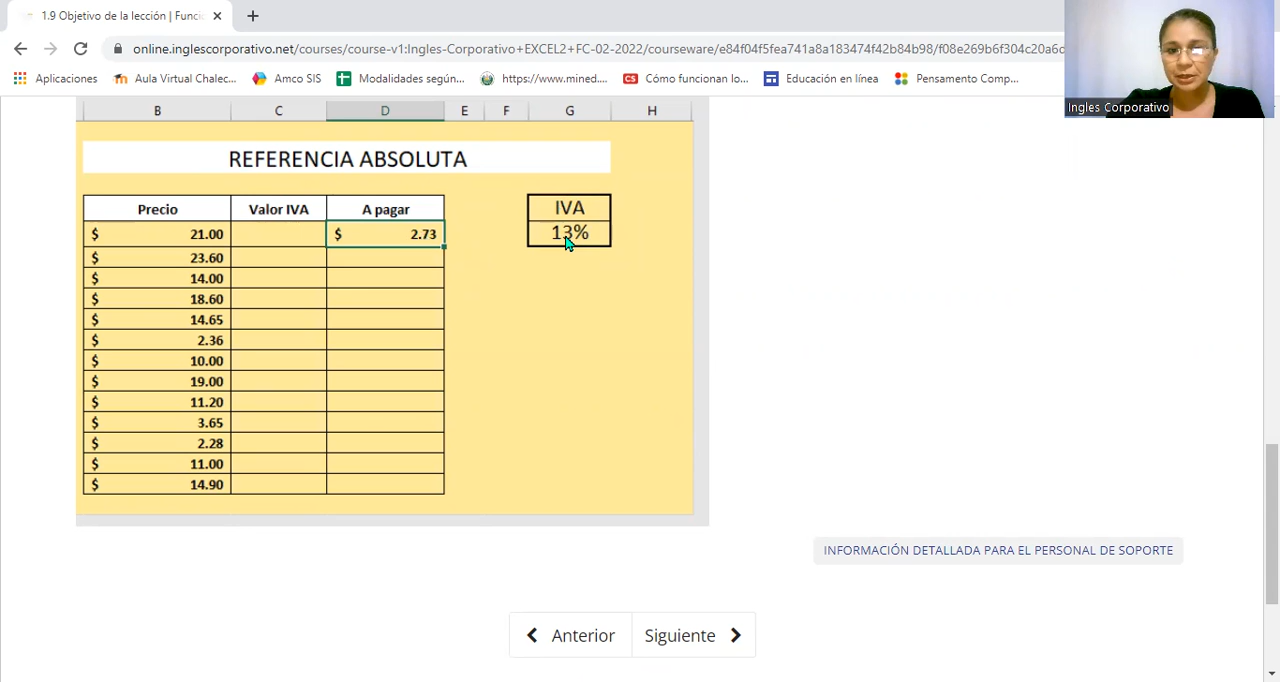 1.9 Objetivo de la lección | Funci
online.inglescorporativo.net/courses/course-v1:Ingles-Corporativo+EXCEL2+FC-02-2022/courseware/e84f04f5fea741a8a183474f42b84b98/f08e269b6f304c20a6c
Aplicaciones
Aula Virtual Chalec...
Amco SIS
Modalidades según,...
https://www.mined....
CS Cómo funciona lo...
Educación en línea
Pensamento Comp...
Ingles Corporativo
B C D E F G H
REFERENCIA ABSOLUTA
Precio Valor IVA A pagar IVA
$ 21.00 $ 2.73 13%
$ 23.60
$ 14.00
$ 18.60
$ 14.65
$ 2.36
$ 10.00
$ 19.00
$ 11.20
$ 3.65
$ 2.28
$ 11.00
$ 14.90
INFORMACIÓN DETALLADA PARA EL PERSONAL DE SOPORTE
Anterior Siguiente